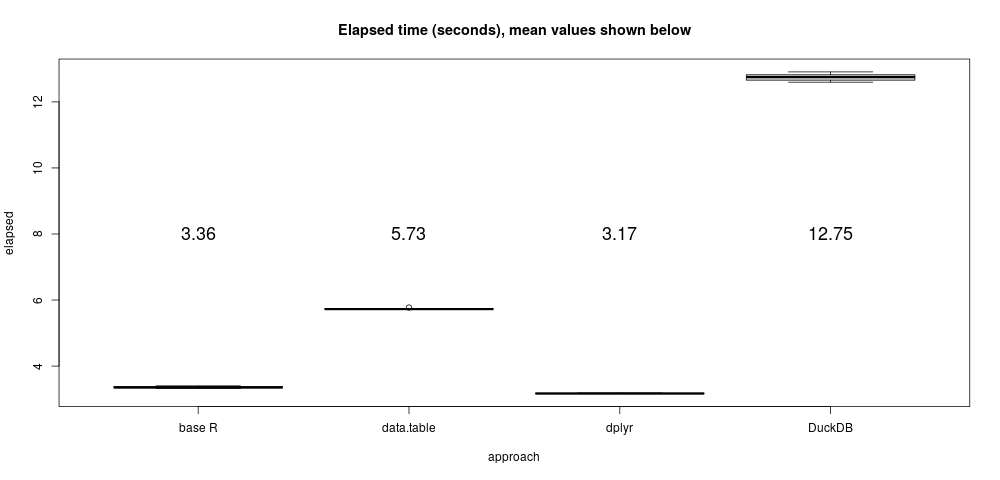 Elapsed time (seconds), mean values shown below
elapsed
12
10
8
6
4
3.36
5.73
3.17
12.75
base R
data.table
dplyr
DuckDB
approach